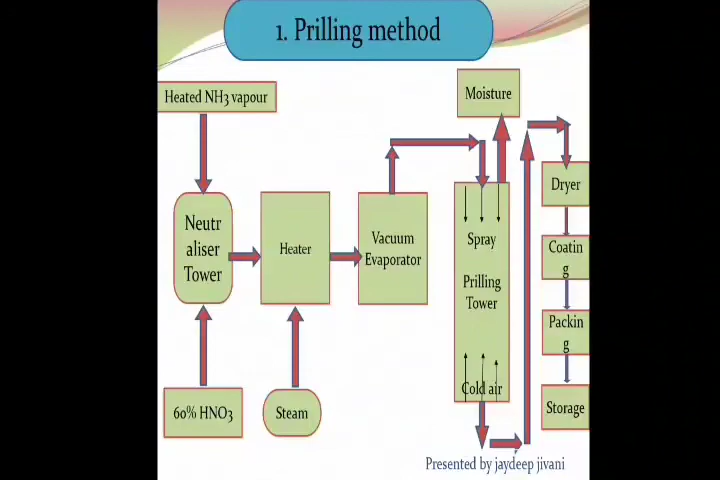 1. Prilling method
Heated NH3 vapour
Moisture
Neutr
aliser
Tower
Heater
Vacuum
Evaporator
Spray
Prilling
Tower
Cold air
60% HNO3
Steam
Dryer
Coatin
g
Packin
g
Storage
Presented by jaydeep jivani